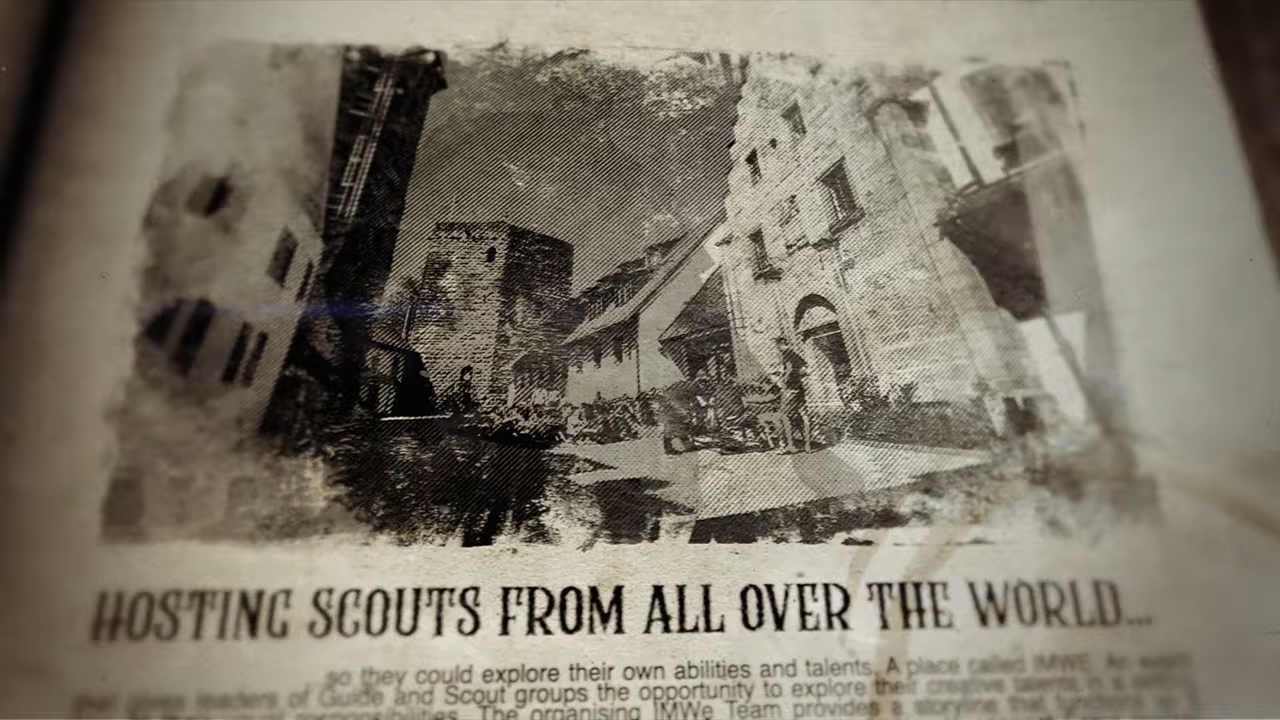 HOSTING SCOUTS FROM ALL OVER THE WORLD...
so they could explore their own abilities and talents. A place called IMWE. An event
that gives leaders of Guide and Scout groups the opportunity to explore their creative talents in a
responsibilities. The organising IMWe Team provides a storyline that